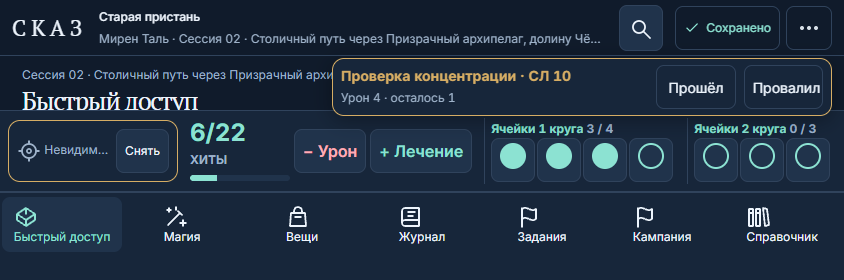 СКАЗ
Старая пристань
Мирен Таль · Сессия 02 · Столичный путь через Призрачный архипелаг, долину Чё...
Сохранено
Сессия 02 · Столичный путь через Призрачный архи
Быстрый доступ
Проверка концентрации · СЛ 10
Урон 4 · осталось 1
Прошёл
Провалил
Невидим...
Снять
6/22
хиты
− Урон
+ Лечение
Ячейки 1 круга 3 / 4
Ячейки 2 круга 0 / 3
Быстрый доступ
Магия
Вещи
Журнал
Задания
Кампания
Справочник